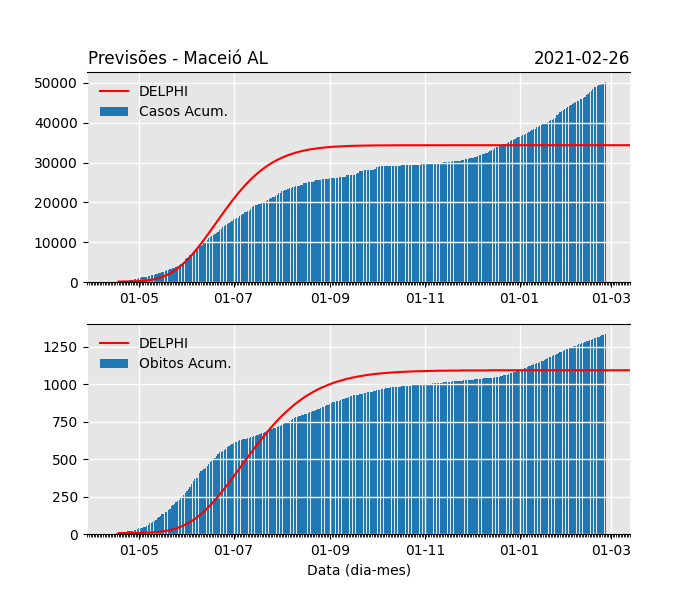 Previsões - Maceió AL 2021-02-26
50000
40000
30000
20000
10000
0
DELPHI
Casos Acum.
01-05 01-07 01-09 01-11 01-01 01-03
1250
1000
750
500
250
0
DELPHI
Obitos Acum.
01-05 01-07 01-09 01-11 01-01 01-03
Data (dia-mes)